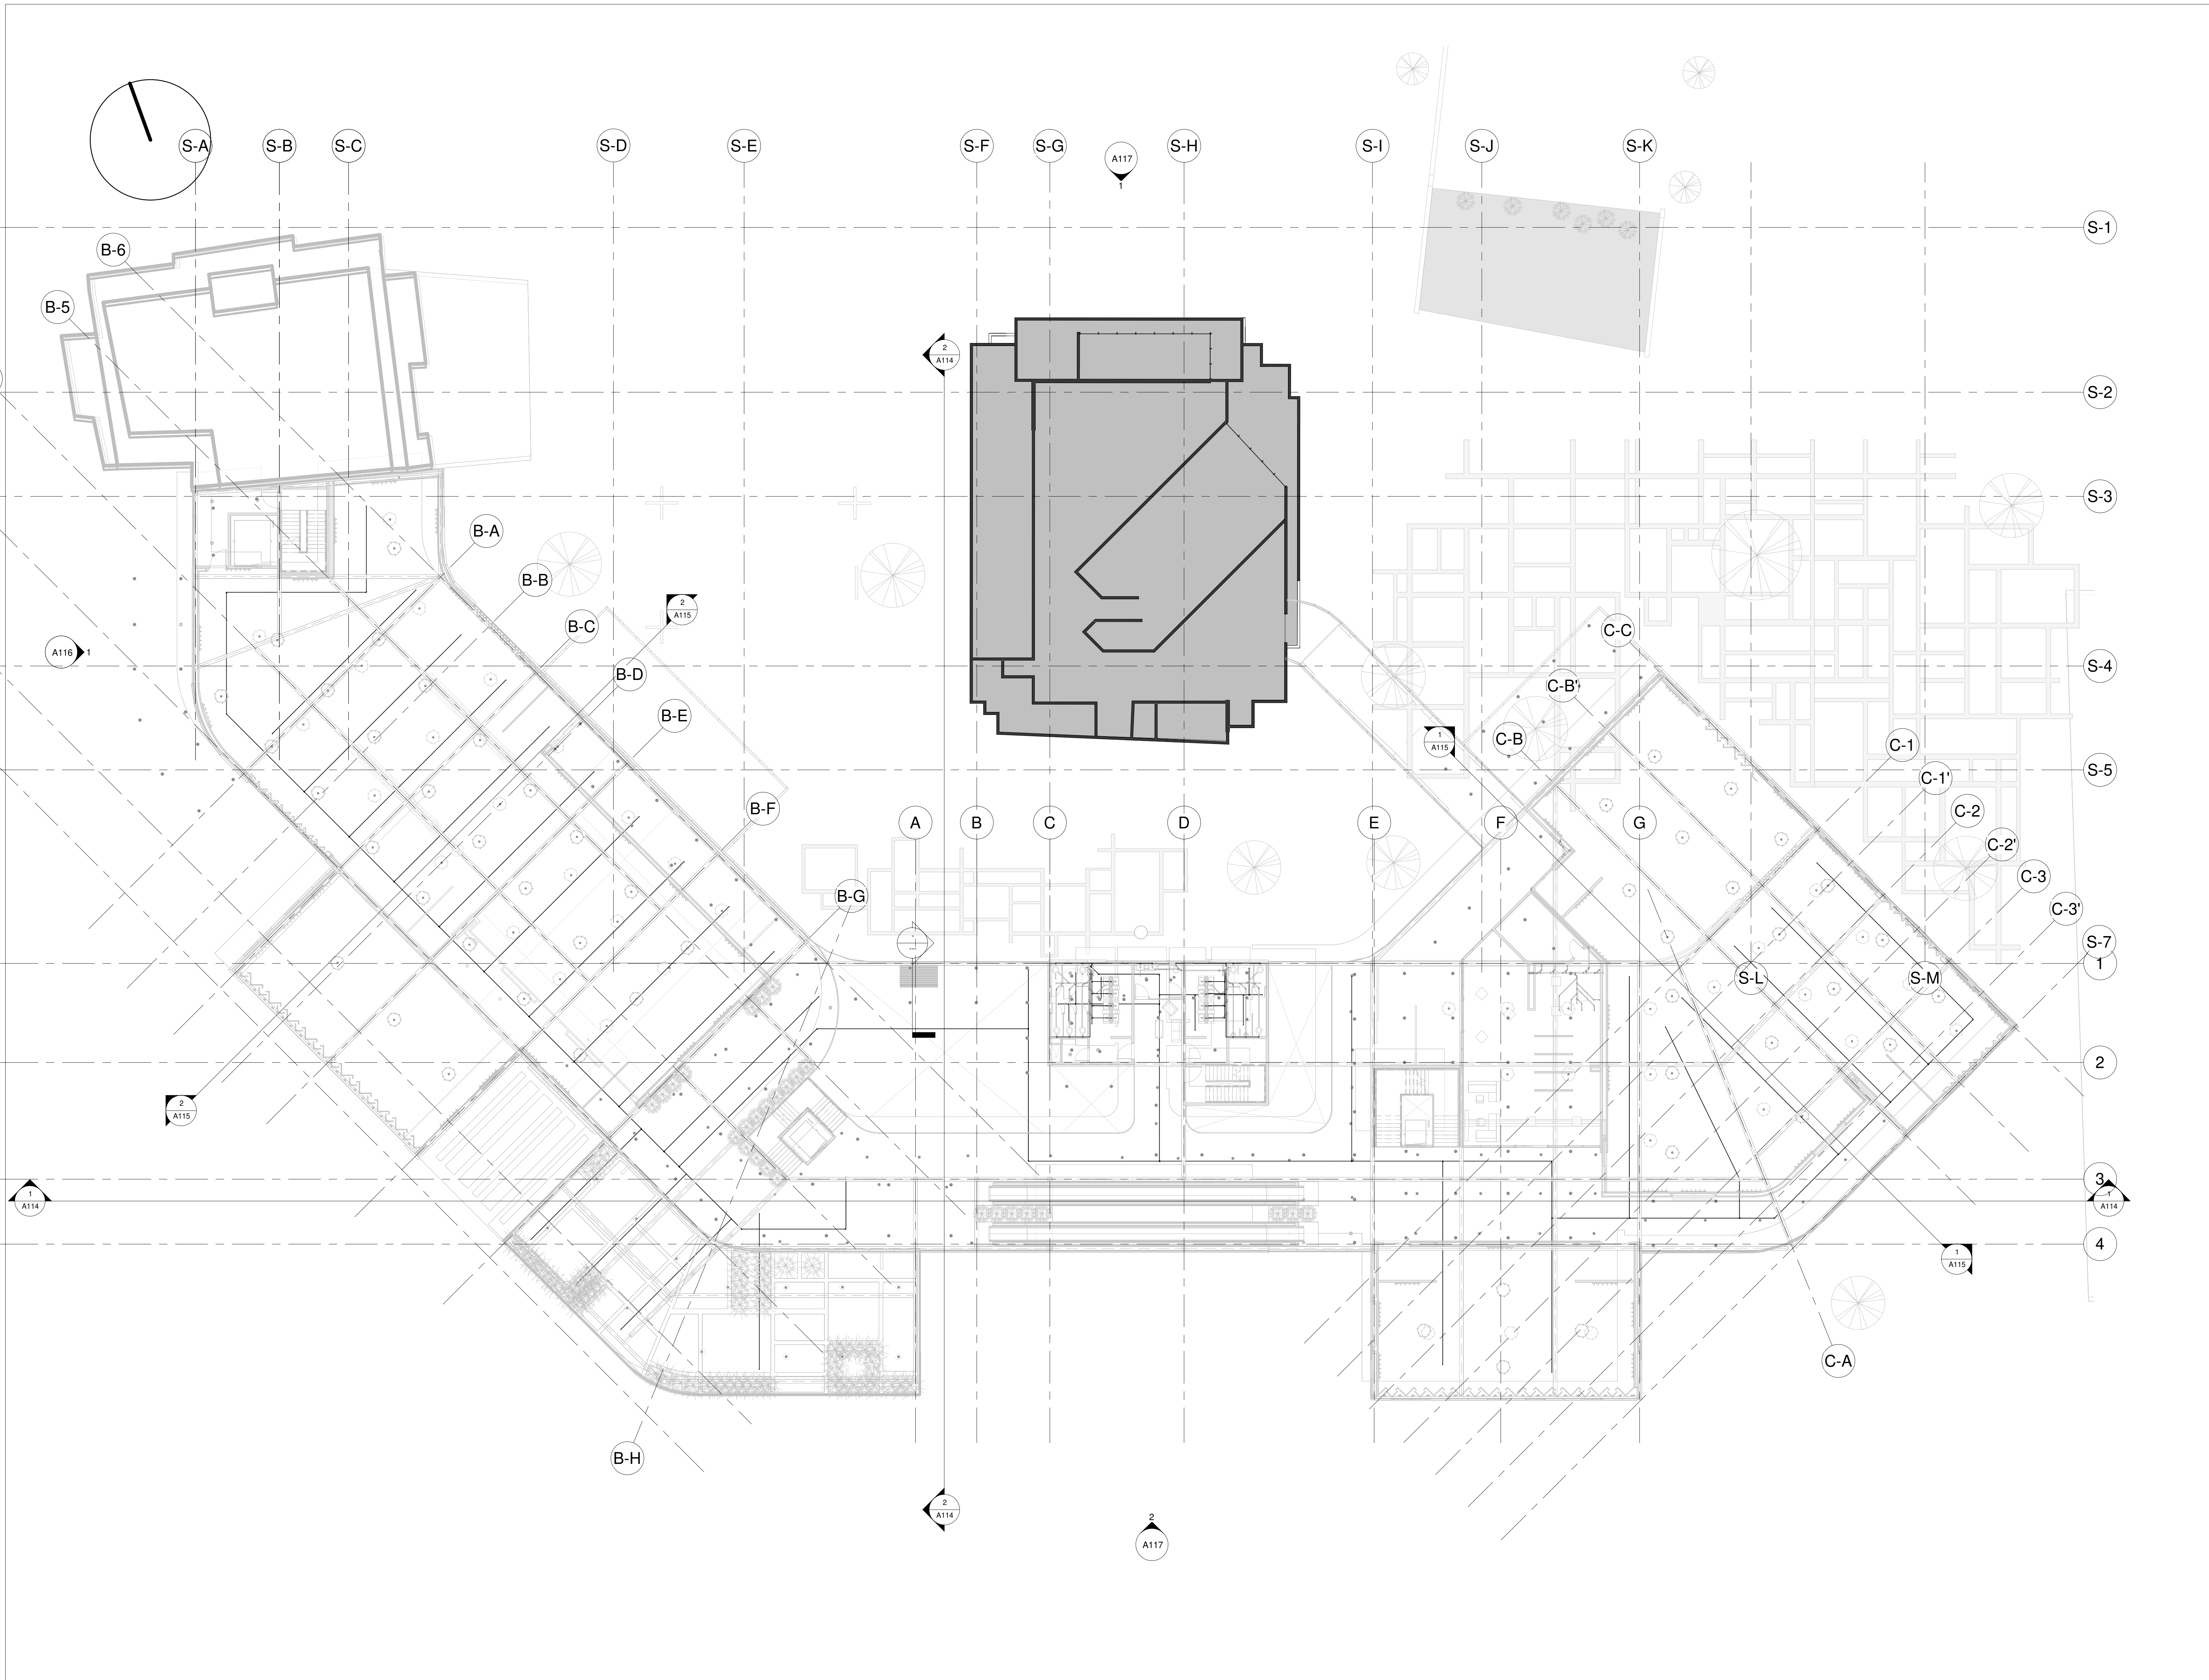 S-A
S-B
S-C
S-D
S-E
S-F
S-G
A117
1
S-H
S-I
S-J
S-K
S-1
B-6
B-5
2
A114
S-2
S-3
B-A
B-B
2
A115
B-C
C-C
A116
1
S-4
B-D
C-B'
B-E
C-B
1
A115
C-1
S-5
C-1'
B-F
A
B
C
D
E
F
G
C-2
C-2'
C-3
B-G
C-3'
S-7
1
S-L
S-M
2
2
A115
3
1
A114
1
A114
4
1
A115
C-A
B-H
2
A114
2
A117